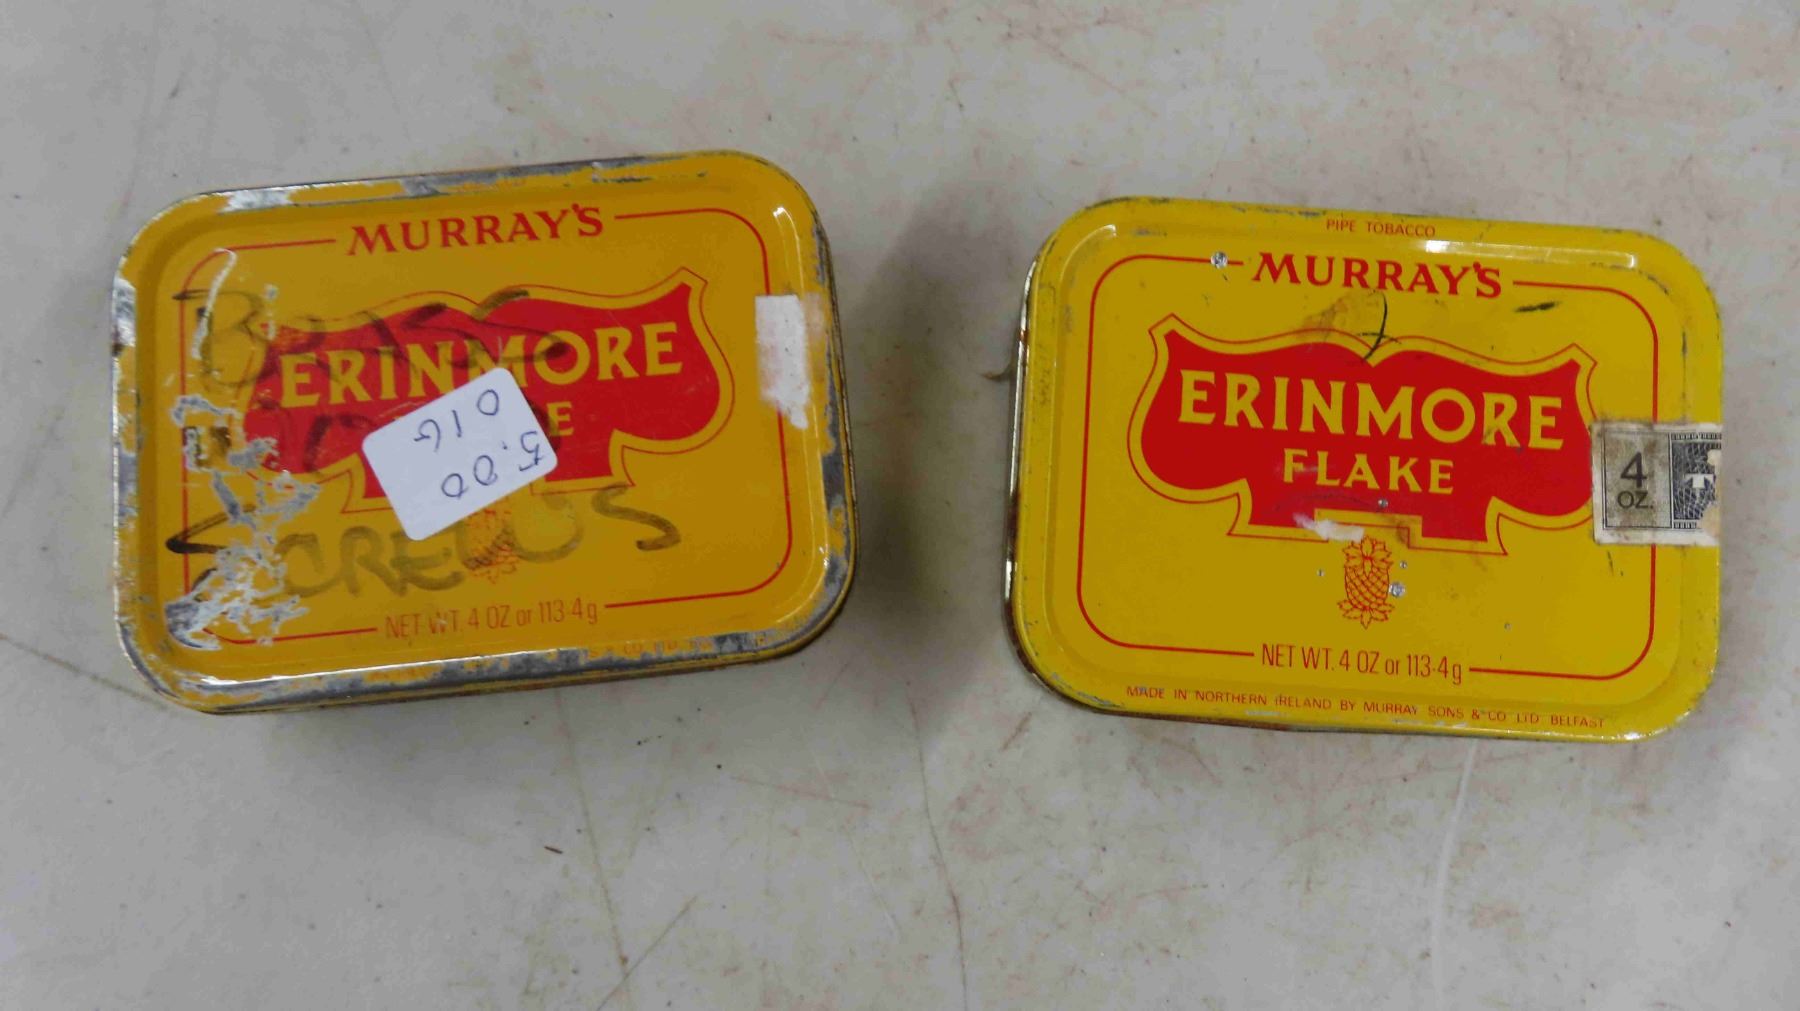 MURRAY'S
ERINMORE
5.00
016
SCREWS
NET WT. 4 OZ or 113·4g
PIPE TOBACCO
MURRAY'S
ERINMORE
FLAKE
4
OZ.
NET WT. 4 OZ or 113·4g
MADE IN NORTHERN IRELAND BY MURRAY SONS & CO LTD BELFAST